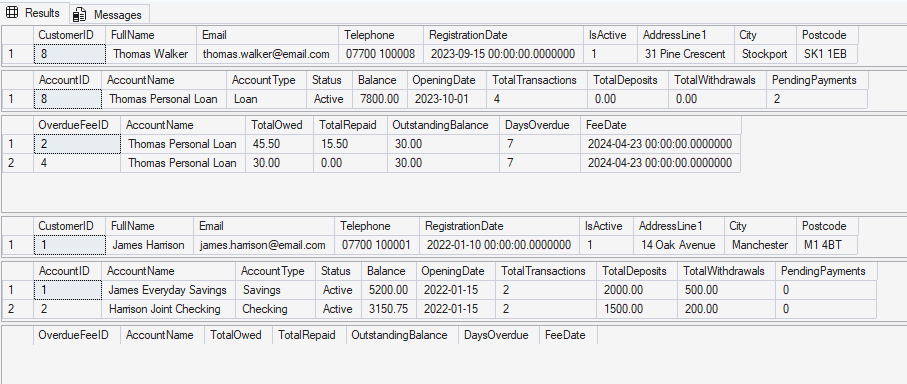 Results Messages
CustomerID FullName Email Telephone RegistrationDate IsActive AddressLine1 City Postcode
1 8 Thomas Walker thomas.walker@email.com 07700 100008 2023-09-15 00:00:00.0000000 1 31 Pine Crescent Stockport SK1 1EB
AccountID AccountName AccountType Status Balance OpeningDate TotalTransactions TotalDeposits TotalWithdrawals PendingPayments
1 8 Thomas Personal Loan Loan Active 7800.00 2023-10-01 4 0.00 0.00 2
OverdueFeeID AccountName TotalOwed TotalRepaid OutstandingBalance DaysOverdue FeeDate
1 2 Thomas Personal Loan 45.50 15.50 30.00 7 2024-04-23 00:00:00.0000000
2 4 Thomas Personal Loan 30.00 0.00 30.00 7 2024-04-23 00:00:00.0000000
CustomerID FullName Email Telephone RegistrationDate IsActive AddressLine1 City Postcode
1 1 James Harrison james.harrison@email.com 07700 100001 2022-01-10 00:00:00.0000000 1 14 Oak Avenue Manchester M1 4BT
AccountID AccountName AccountType Status Balance OpeningDate TotalTransactions TotalDeposits TotalWithdrawals PendingPayments
1 1 James Everyday Savings Savings Active 5200.00 2022-01-15 2 2000.00 500.00 0
2 2 Harrison Joint Checking Checking Active 3150.75 2022-01-15 2 1500.00 200.00 0
OverdueFeeID AccountName TotalOwed TotalRepaid OutstandingBalance DaysOverdue FeeDate